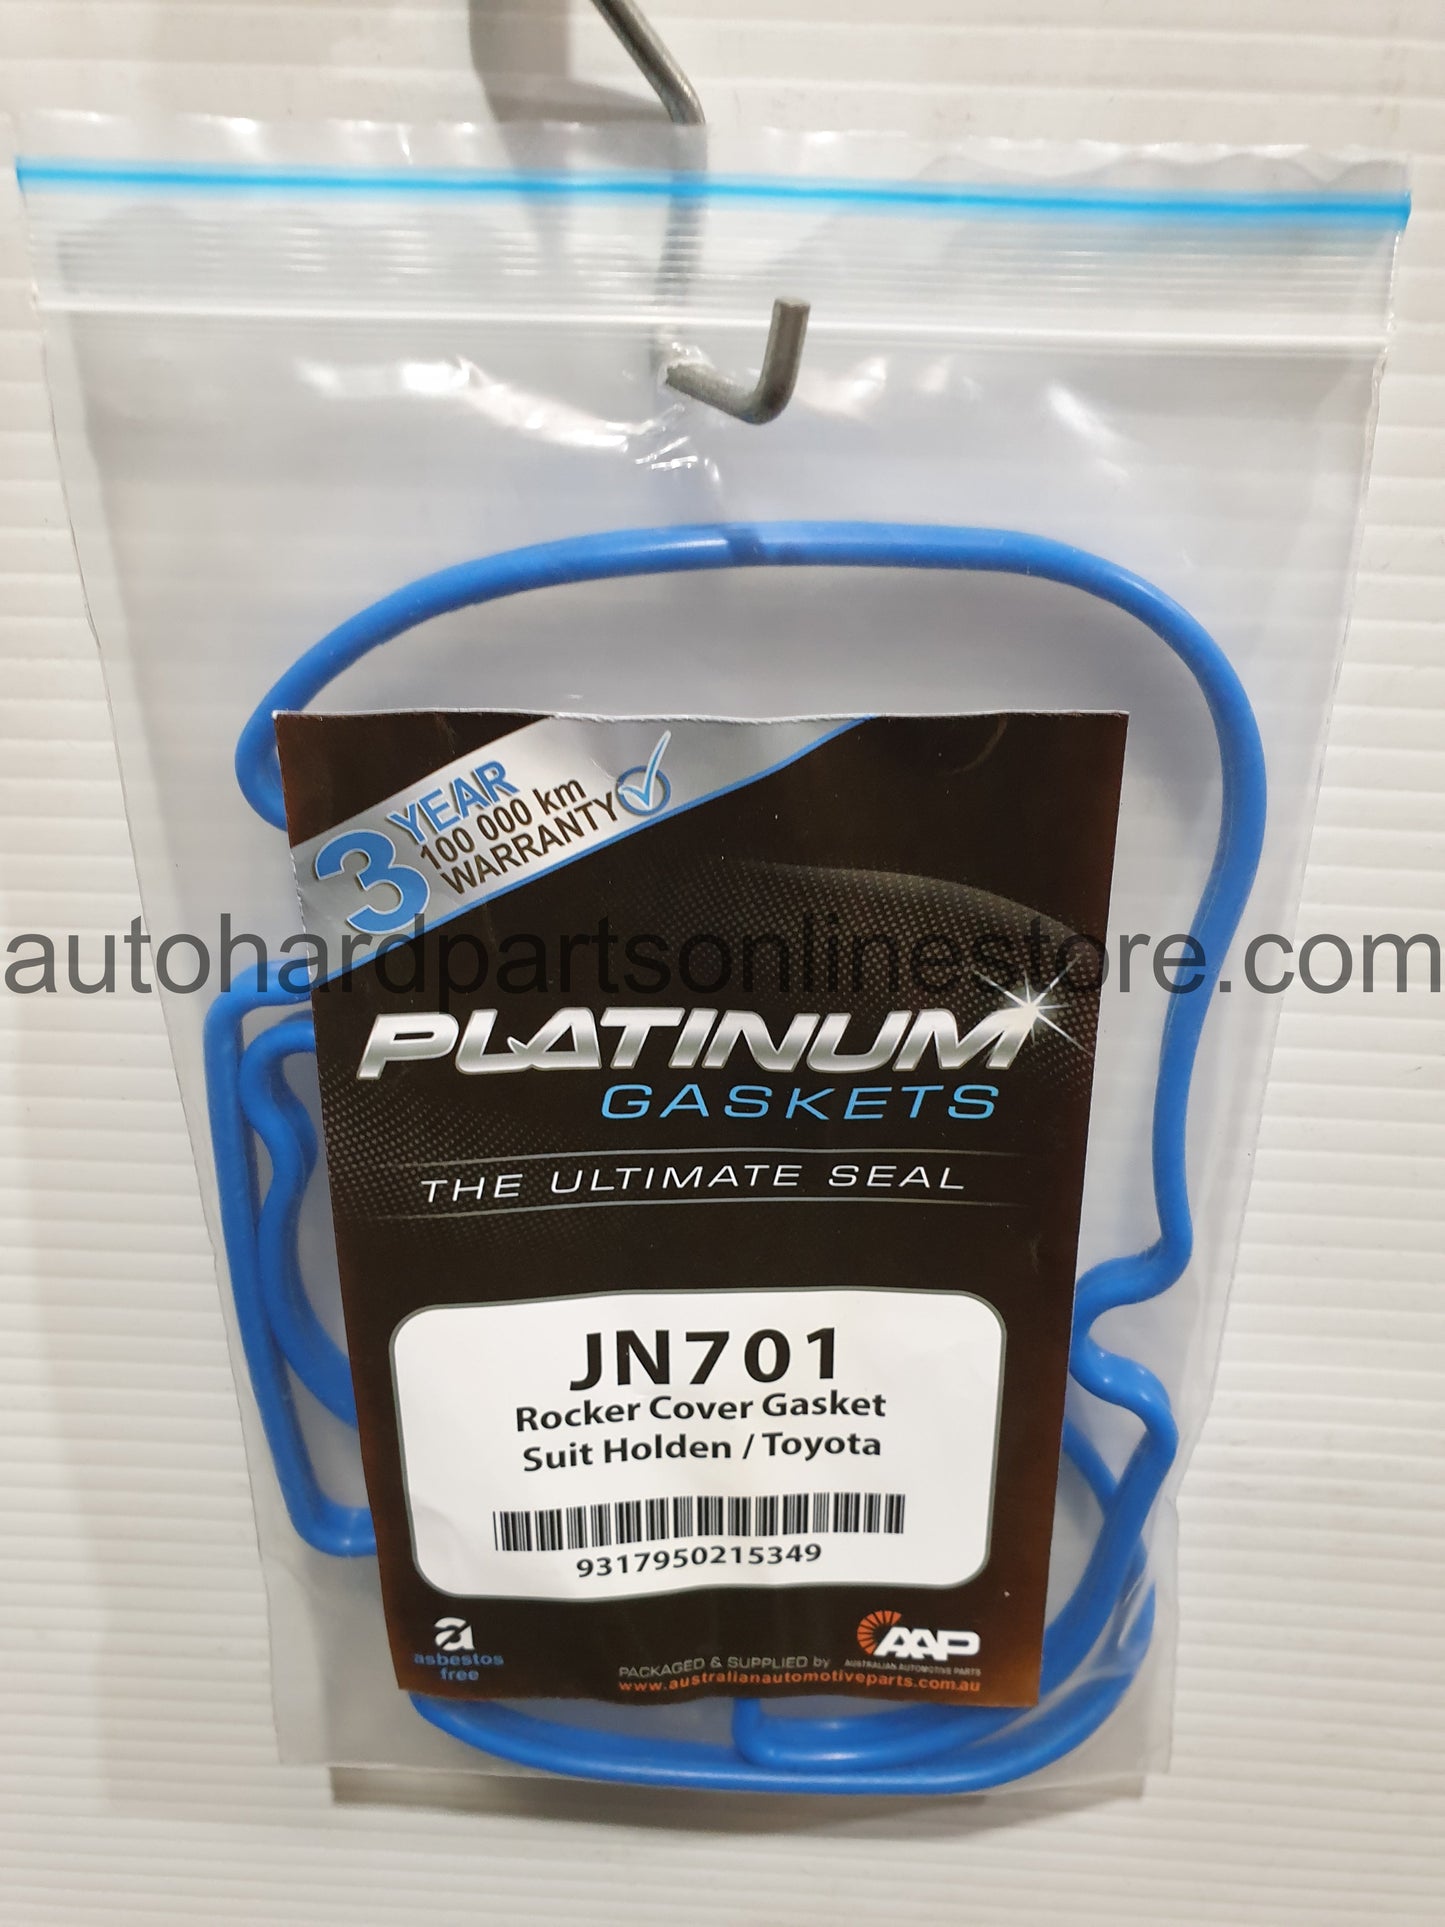 3 YEAR
100 000 km
WARRANTY
autohardpartsonlinestore.com
PLATINUM
GASKETS
THE ULTIMATE SEAL
JN701
Rocker Cover Gasket
Suit Holden / Toyota
9317950215349
a
asbestos
free
AAP
AUSTRALIAN AUTOMOTIVE PARTS
PACKAGED & SUPPLIED by
www.australianautomotiveparts.com.au